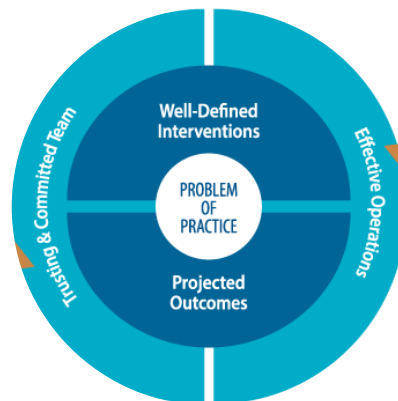 Well-Defined
Interventions
PROBLEM
OF
PRACTICE
Projected
Outcomes
Trusting & Committed Team
Effective Operations